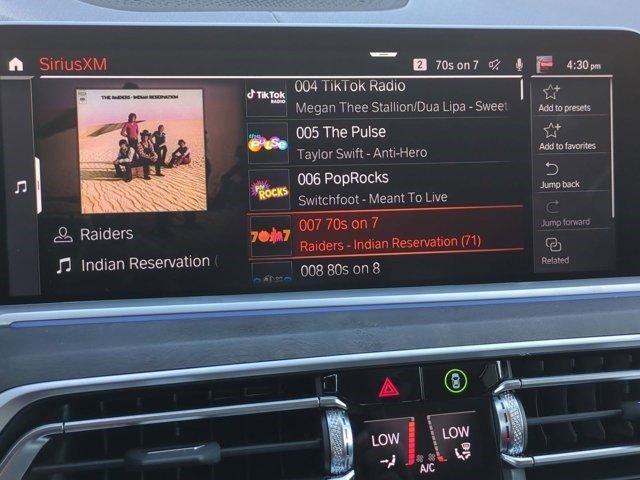 SiriusXM
2 70s on 7
4:30 pm
THE RAIDERS - INDIAN RESERVATION
Raiders
Indian Reservation (
TikTok
RADIO
004 TikTok Radio
Megan Thee Stallion/Dua Lipa - Sweet
the pulse
005 The Pulse
Taylor Swift - Anti-Hero
POP ROCKS
006 PopRocks
Switchfoot - Meant To Live
70s on 7
007 70s on 7
Raiders - Indian Reservation (71)
008 80s on 8
Add to presets
Add to favorites
Jump back
Jump forward
Related
LOW
LOW
A/C